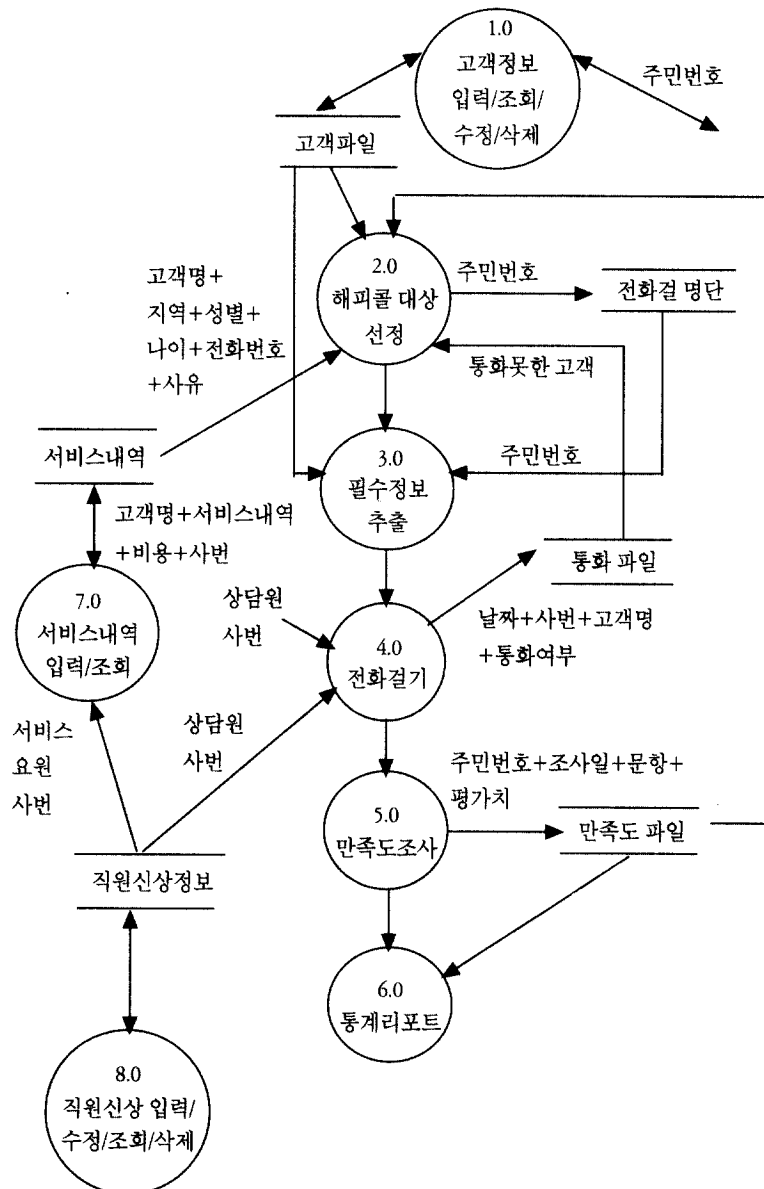 1.0
고객정보
입력/조회/
수정/삭제
주민번호
고객파일
고객명+
지역+성별+
나이+전화번호
+사유
2.0
해피콜 대상
선정
주민번호
전화걸 명단
통화못한 고객
서비스내역
3.0
필수정보
추출
주민번호
고객명+서비스내역
+비용+사번
통화 파일
7.0
서비스내역
입력/조회
상담원
사번
4.0
전화걸기
날짜+사번+고객명
+통화여부
서비스
요원
사번
상담원
사번
주민번호+조사일+문항+
평가치
5.0
만족도조사
만족도 파일
직원신상정보
6.0
통계리포트
8.0
직원신상 입력/
수정/조회/삭제